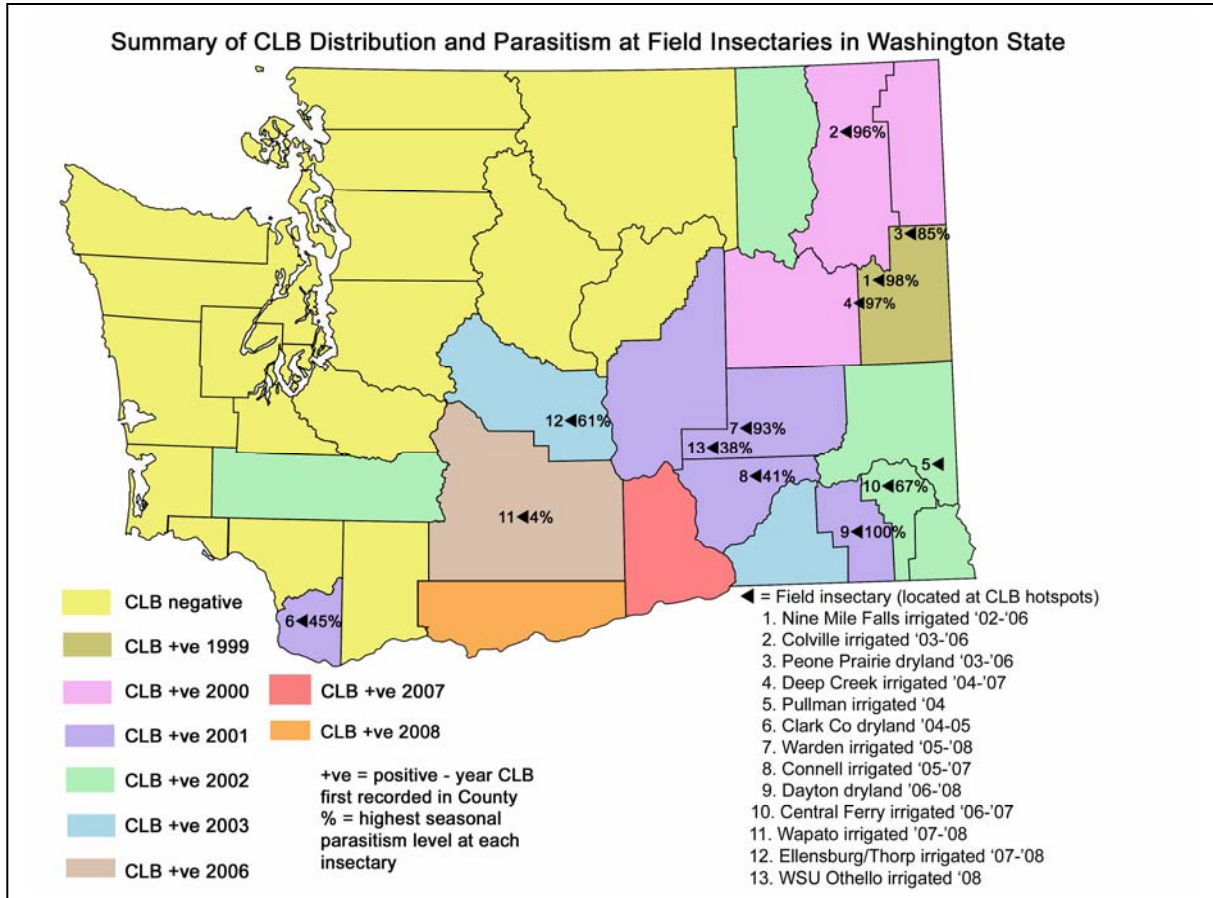 Summary of CLB Distribution and Parasitism at Field Insectaries in Washington State
2◄96%
3◄85%
1◄98%
4◄97%
12◄61%
7◄93%
13◄38%
8◄41%
5◄
10◄67%
11◄4%
9◄100%
6◄45%
CLB negative
CLB +ve 1999
CLB +ve 2000
CLB +ve 2001
CLB +ve 2002
CLB +ve 2003
CLB +ve 2006
CLB +ve 2007
CLB +ve 2008
+ve = positive - year CLB
first recorded in County
% = highest seasonal
parasitism level at each
insectary
◄ = Field insectary (located at CLB hotspots)
1. Nine Mile Falls irrigated ‘02-’06
2. Colville irrigated ‘03-’06
3. Peone Prairie dryland ‘03-’06
4. Deep Creek irrigated ‘04-’07
5. Pullman irrigated ‘04
6. Clark Co dryland ‘04-05
7. Warden irrigated ‘05-’08
8. Connell irrigated ‘05-’07
9. Dayton dryland ‘06-’08
10. Central Ferry irrigated ‘06-’07
11. Wapato irrigated ’07-’08
12. Ellensburg/Thorp irrigated ‘07-’08
13. WSU Othello irrigated ‘08